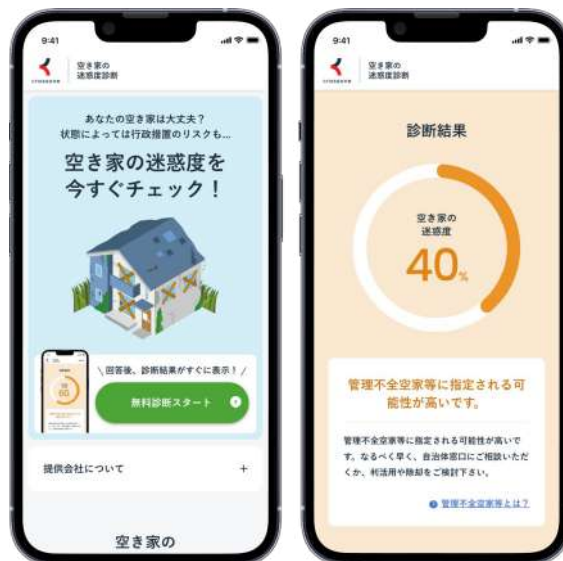 9:41
空き家の
迷惑度診断
あなたの空き家は大丈夫？
状態によっては行政措置のリスクも...
空き家の迷惑度を
今すぐチェック！
\ 回答後、診断結果がすぐに表示！ /
60
無料診断スタート
提供会社について
+
空き家の
9:41
空き家の
迷惑度診断
診断結果
空き家の
迷惑度
40%
管理不全空家等に指定される可
能性が高いです。
管理不全空家等に指定される可能性が高いで
す。なるべく早く、自治体窓口にご相談いただ
くか、利活用や除却をご検討下さい。
管理不全空家等とは？